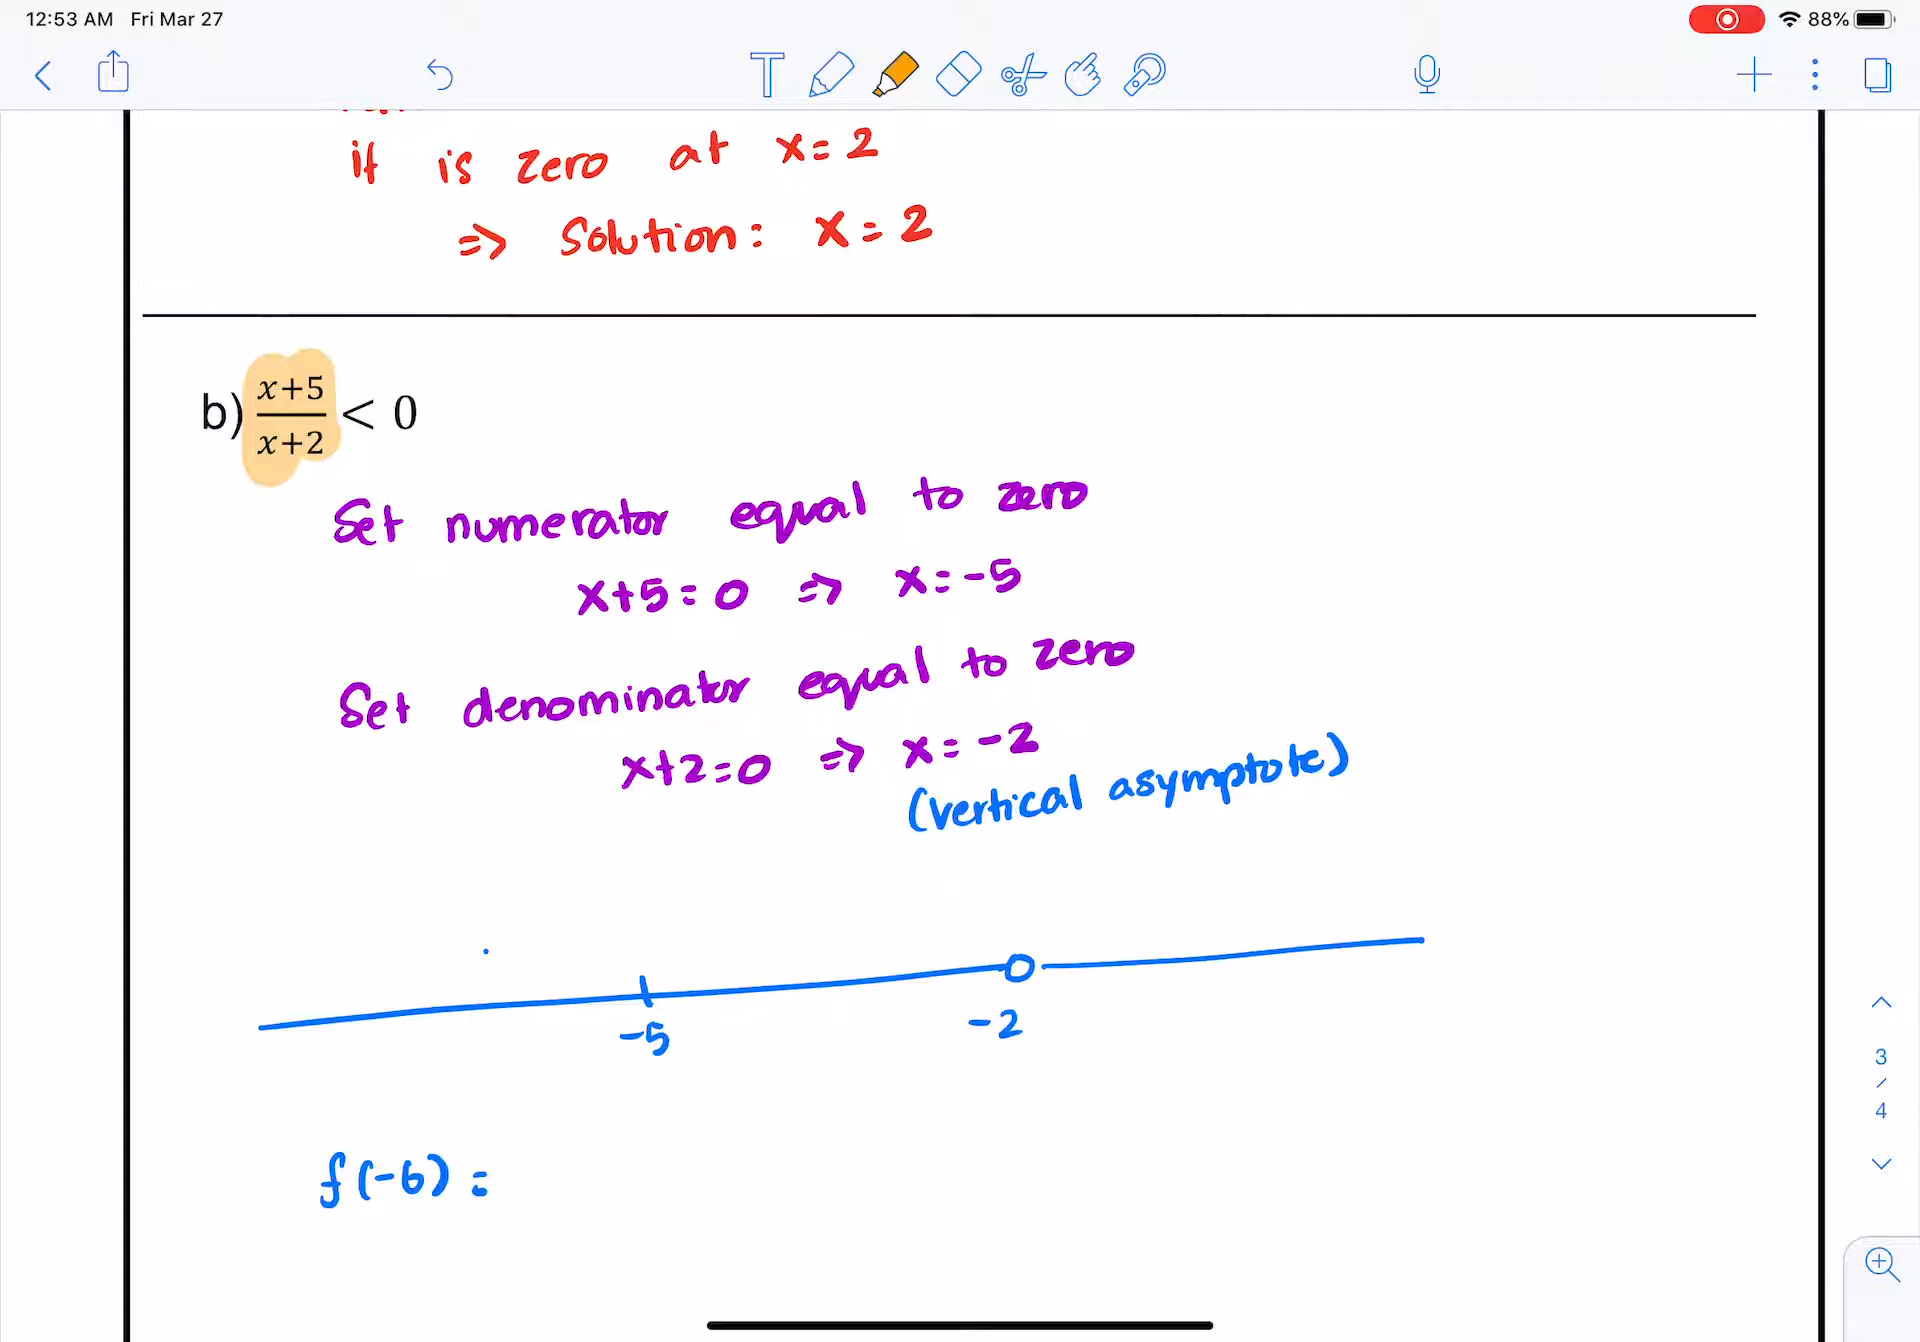 12:53 AM Fri Mar 27
88%
it is zero at x=2
=> Solution: x=2
b) x+5/x+2 < 0
Set numerator equal to zero
x+5=0 => x=-5
Set denominator equal to zero
x+2=0 => x=-2
(vertical asymptote)
-5 -2
f(-6)=
3
/
4